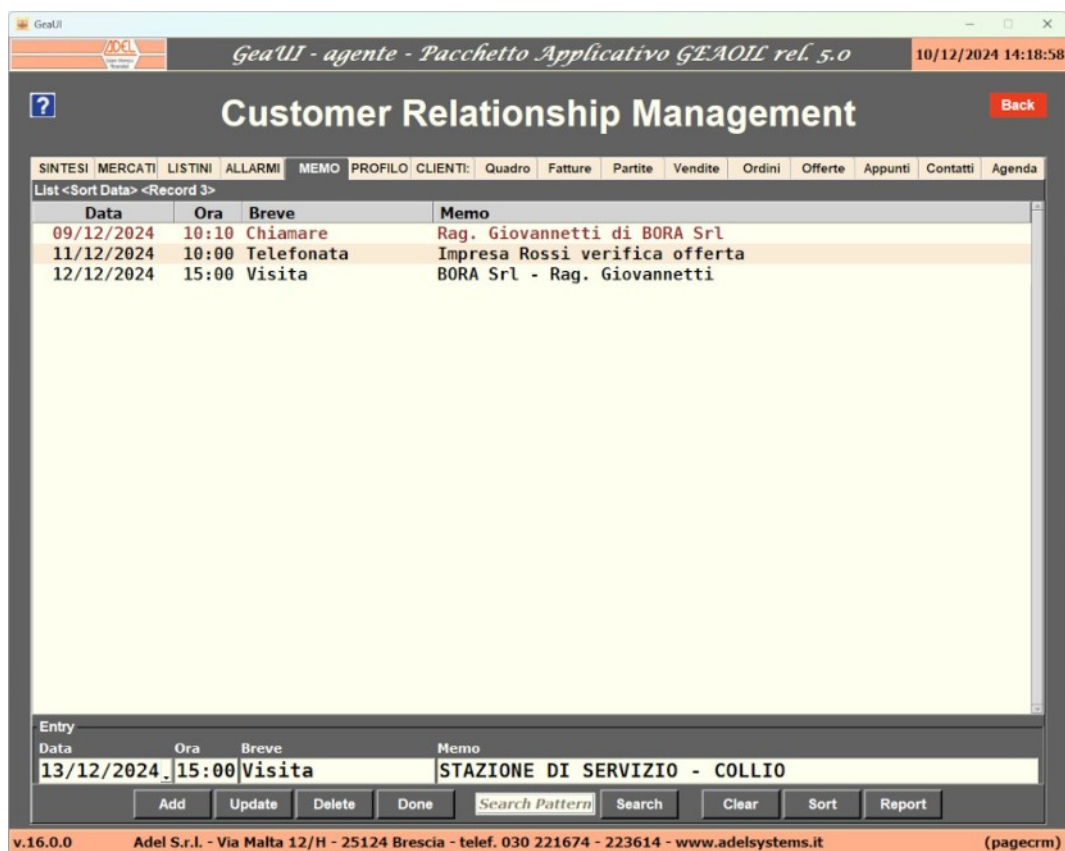 GeaUI
ADEL GeaUI - agente - Pacchetto Applicativo GEAOIL rel. 5.0 10/12/2024 14:18:58
? Customer Relationship Management Back
SINTESI MERCATI LISTINI ALLARMI MEMO PROFILO CLIENTI: Quadro Fatture Partite Vendite Ordini Offerte Appunti Contatti Agenda
List <Sort Data> <Record 3>
Data Ora Breve Memo
09/12/2024 10:10 Chiamare Rag. Giovannetti di BORA Srl
11/12/2024 10:00 Telefonata Impresa Rossi verifica offerta
12/12/2024 15:00 Visita BORA Srl - Rag. Giovannetti
Entry
Data Ora Breve Memo
13/12/2024 . 15:00 Visita STAZIONE DI SERVIZIO - COLLIO
Add Update Delete Done Search Pattern Search Clear Sort Report
v.16.0.0 Adel S.r.l. - Via Malta 12/H - 25124 Brescia - telef. 030 221674 - 223614 - www.adelsystems.it (pagecrm)